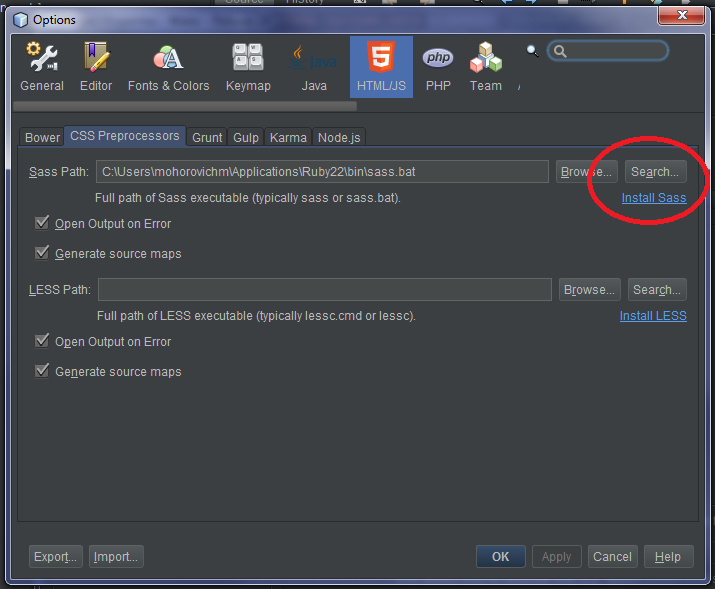 Source History
Options
General Editor Fonts & Colors Keymap Java HTML/JS PHP Team
php
Bower CSS Preprocessors Grunt Gulp Karma Node.js
Sass Path: C:\Users\mohorovichm\Applications\Ruby22\bin\sass.bat Browse... Search...
Full path of Sass executable (typically sass or sass.bat). Install Sass
Open Output on Error
Generate source maps
LESS Path: Browse... Search...
Full path of LESS executable (typically lessc.cmd or lessc). Install LESS
Open Output on Error
Generate source maps
Export... Import... OK Apply Cancel Help